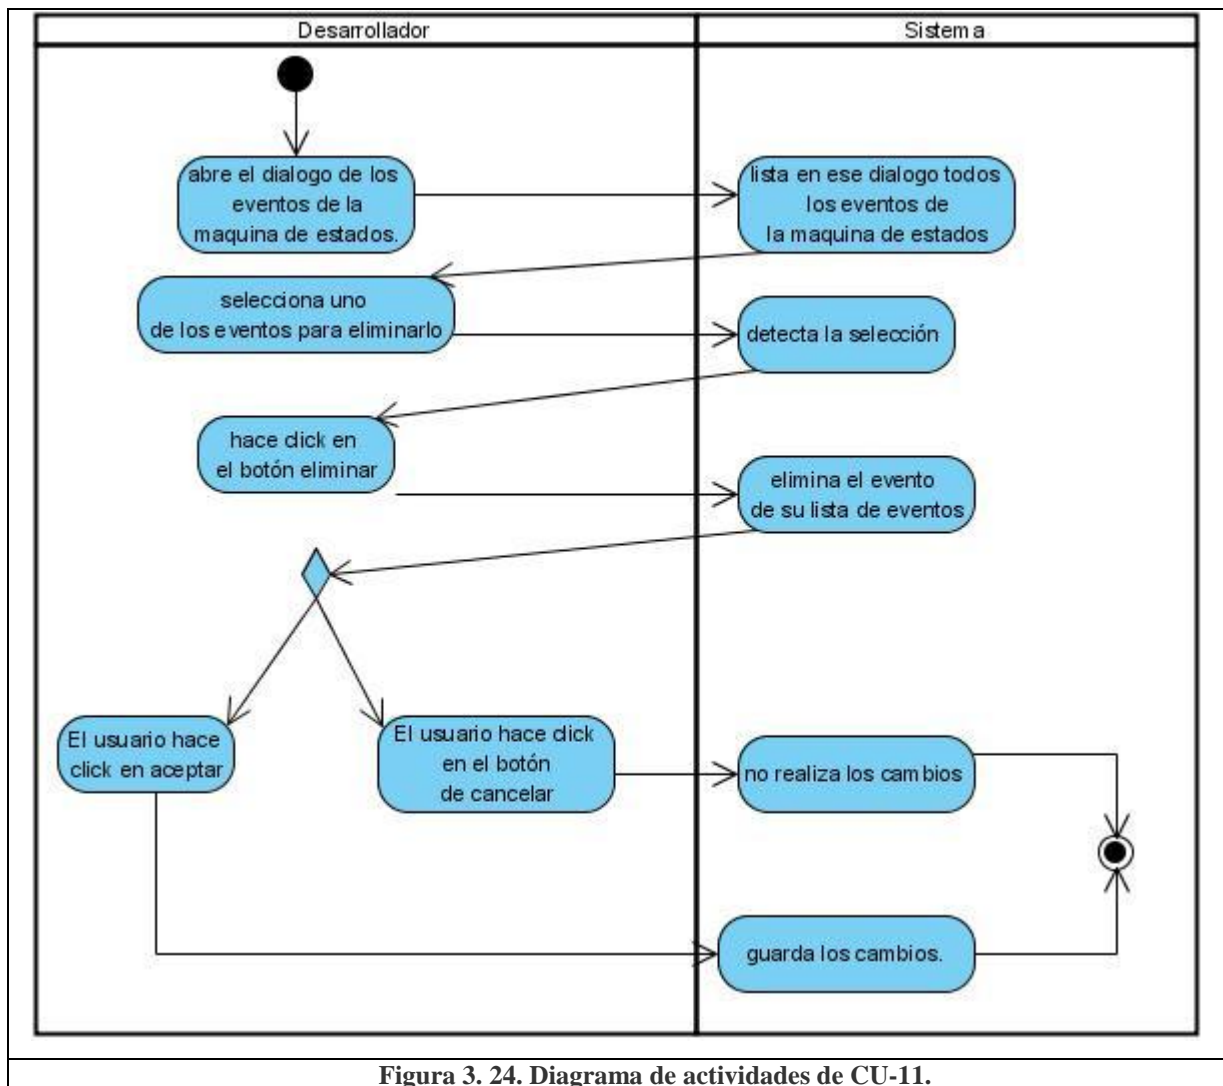 Desarrollador
Sistema
abre el dialogo de los
eventos de la
maquina de estados.
lista en ese dialogo todos
los eventos de
la maquina de estados
selecciona uno
de los eventos para eliminarlo
detecta la selección
hace click en
el botón eliminar
elimina el evento
de su lista de eventos
El usuario hace
click en aceptar
El usuario hace click
en el botón
de cancelar
no realiza los cambios
guarda los cambios.
Figura 3. 24. Diagrama de actividades de CU-11.